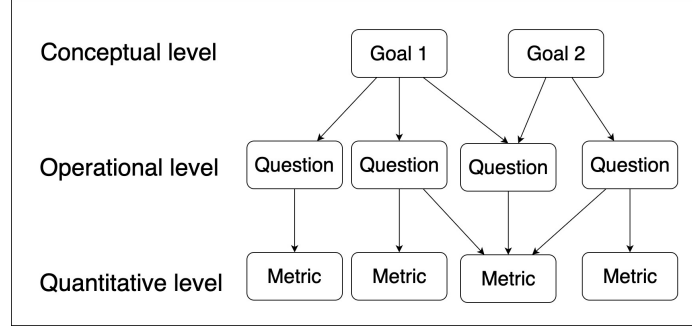 Conceptual level
Goal 1
Goal 2
Operational level
Question
Question
Question
Question
Quantitative level
Metric
Metric
Metric
Metric